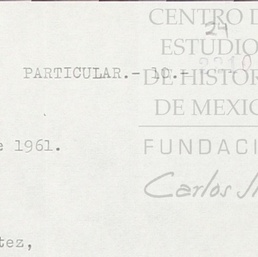 CENTRO D
ESTUDIO
24
PARTICULAR.- 10.-
DE HISTOR
DE MEXIC
e 1961.
FUNDACI
Carlos
tez,